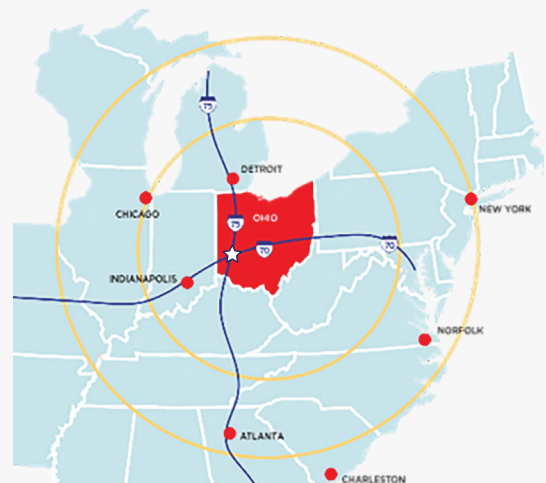 75
DETROIT
CHICAGO
NEW YORK
75
OHIO
70
70
INDIANAPOLIS
NORFOLK
ATLANTA
CHARLESTON